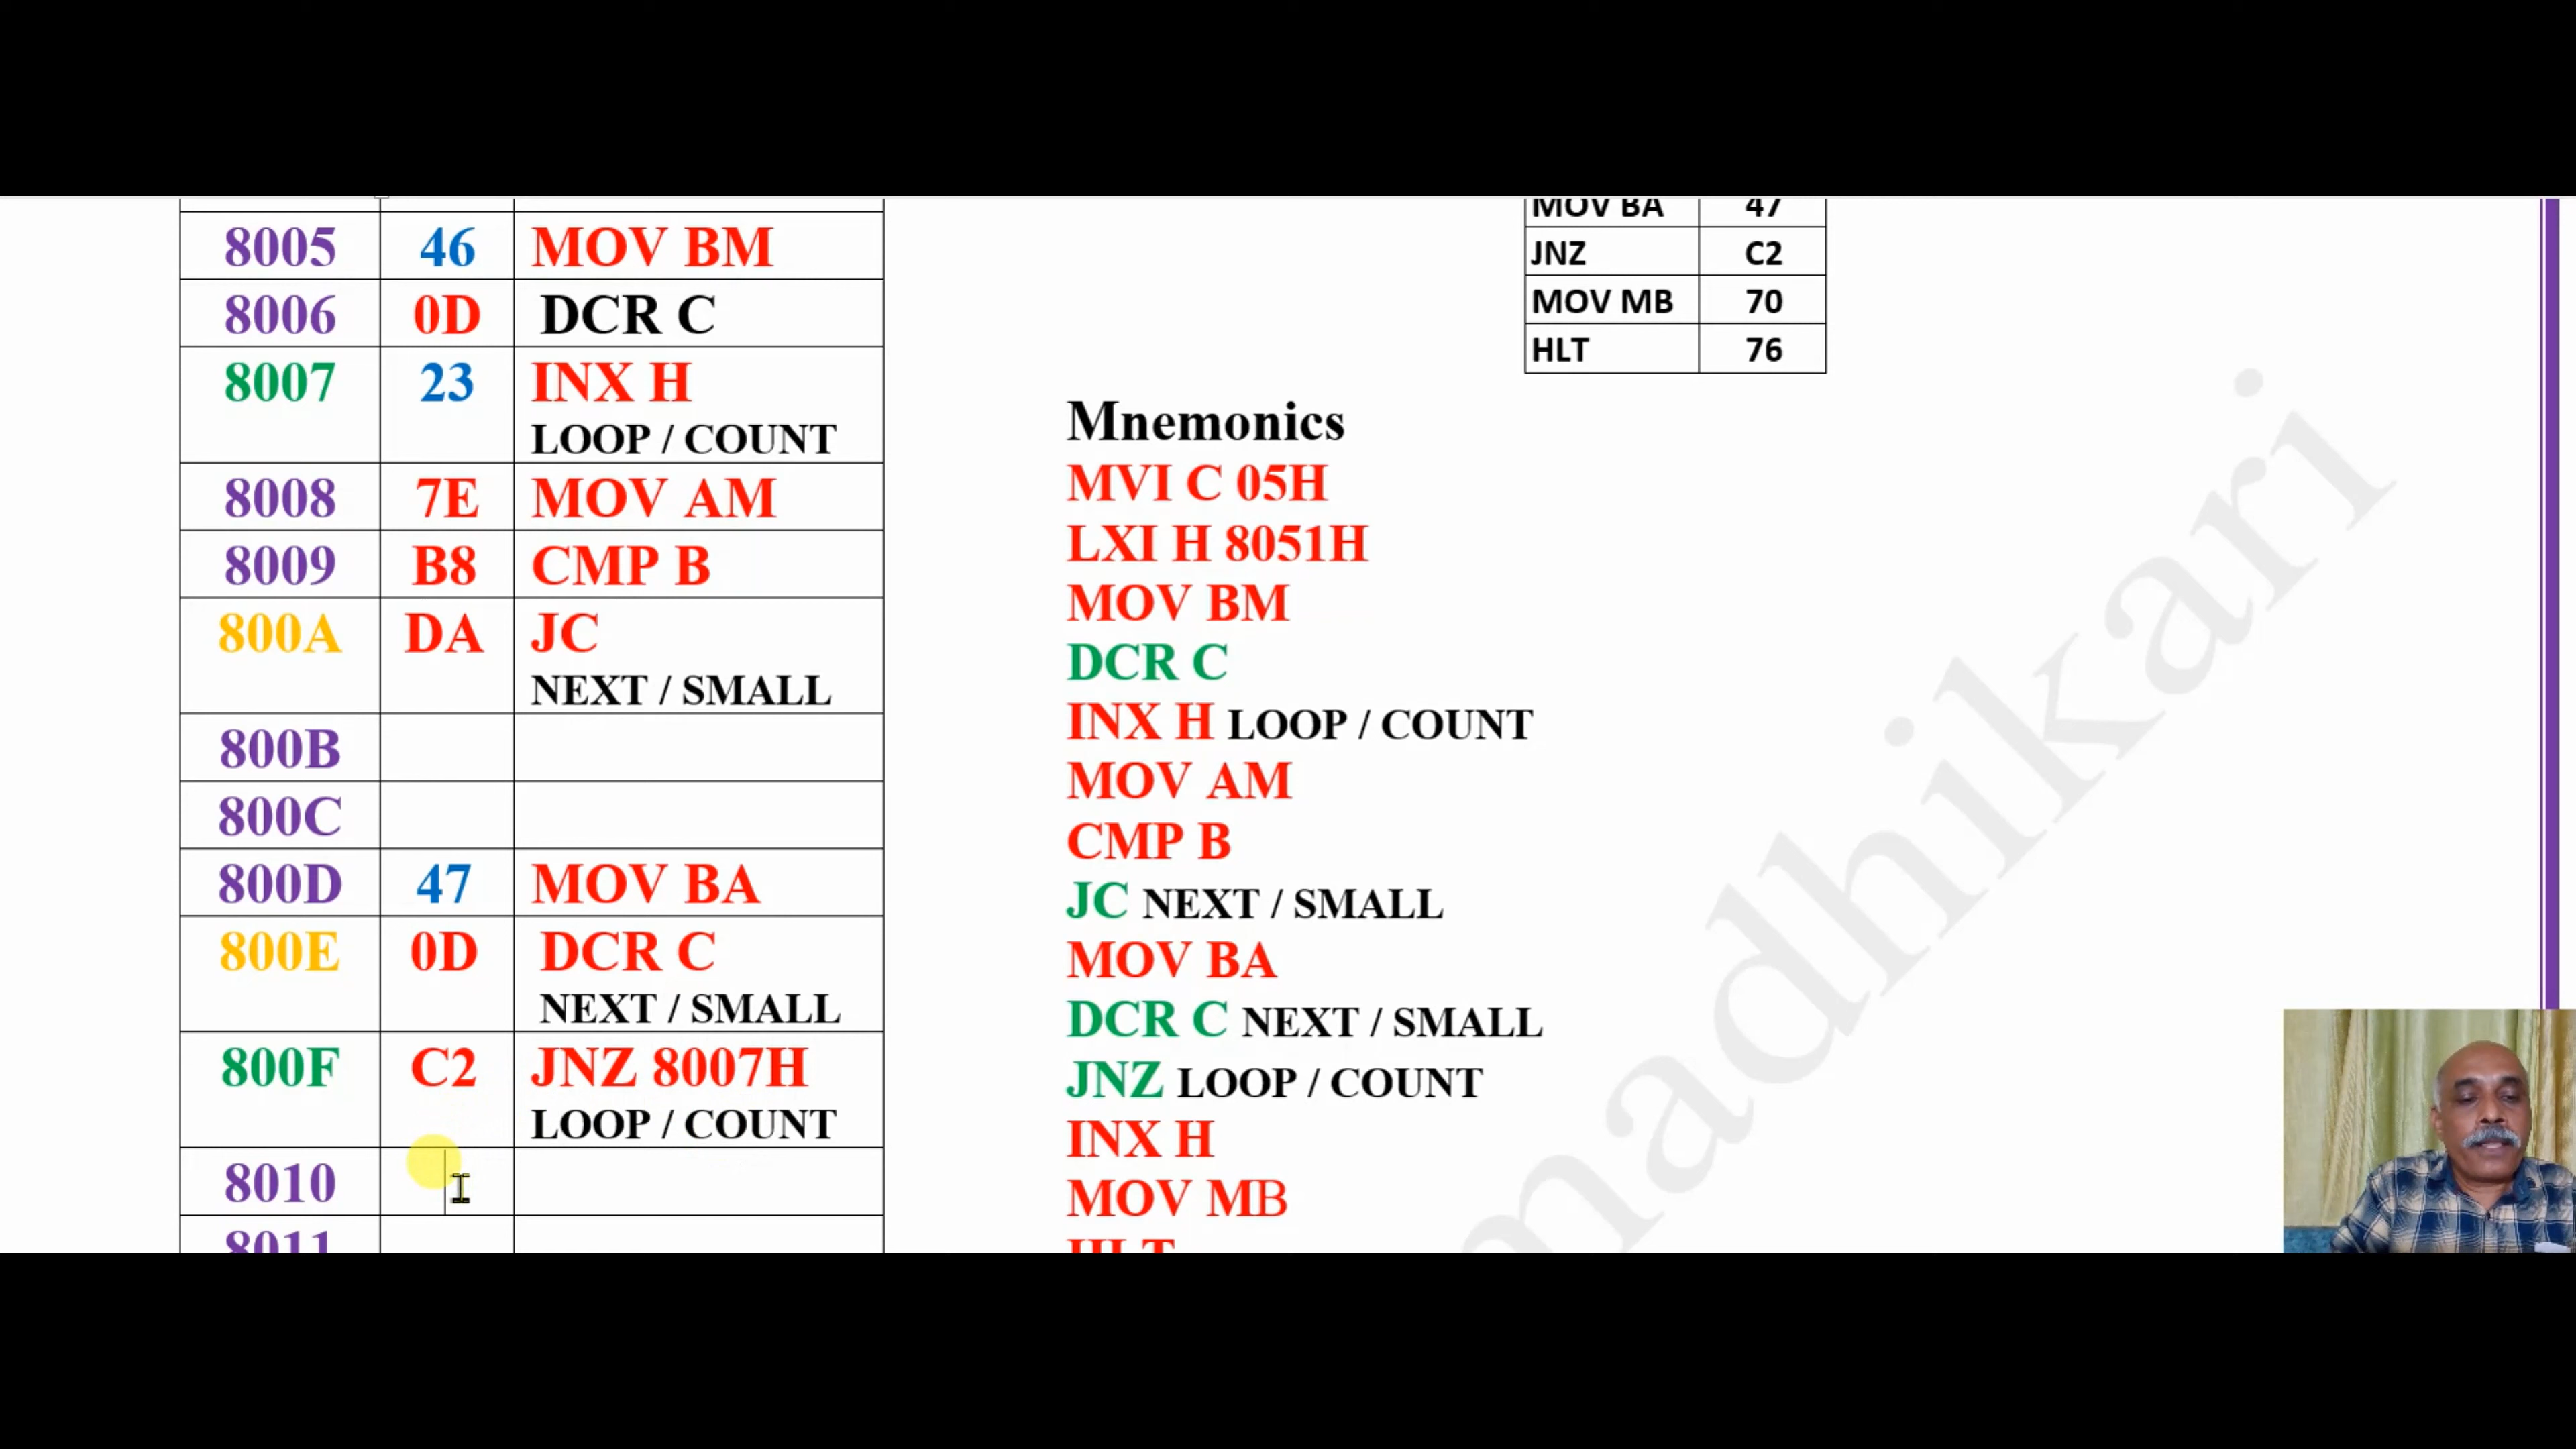 8005 46 MOV BM
8006 0D DCR C
8007 23 INX H
LOOP / COUNT
8008 7E MOV AM
8009 B8 CMP B
800A DA JC
NEXT / SMALL
800B
800C
800D 47 MOV BA
800E 0D DCR C
NEXT / SMALL
800F C2 JNZ 8007H
LOOP / COUNT
8010
8011
MOV BA 47
JNZ C2
MOV MB 70
HLT 76
Mnemonics
MVI C 05H
LXI H 8051H
MOV BM
DCR C
INX H LOOP / COUNT
MOV AM
CMP B
JC NEXT / SMALL
MOV BA
DCR C NEXT / SMALL
JNZ LOOP / COUNT
INX H
MOV MB
HLT
madhikari